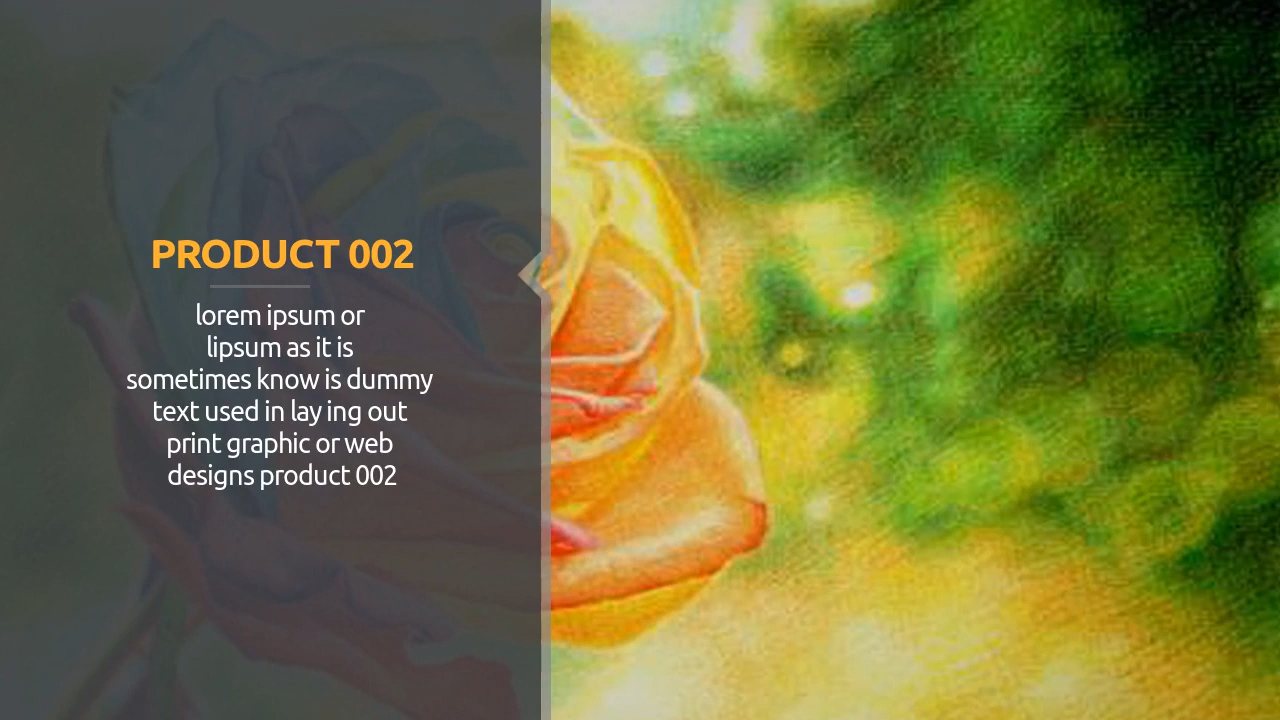 PRODUCT 002
lorem ipsum or
lipsum as it is
sometimes know is dummy
text used in lay ing out
print graphic or web
designs product 002